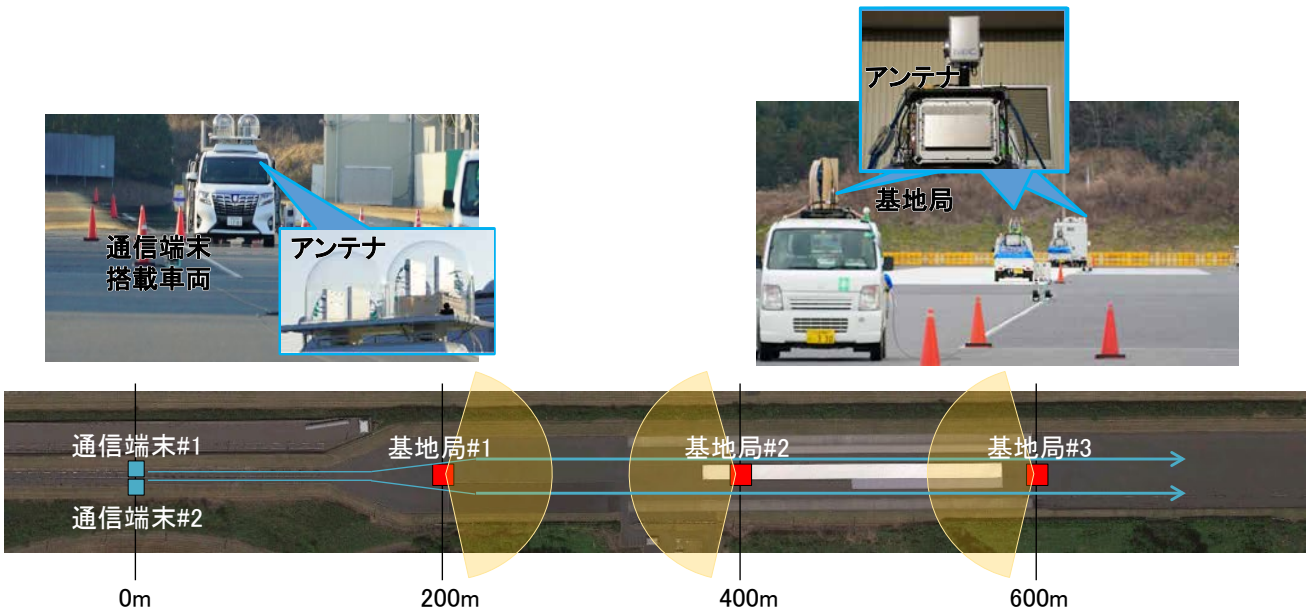 アンテナ
基地局
通信端末
搭載車両
アンテナ
通信端末#1
基地局#1
基地局#2
基地局#3
通信端末#2
0m
200m
400m
600m